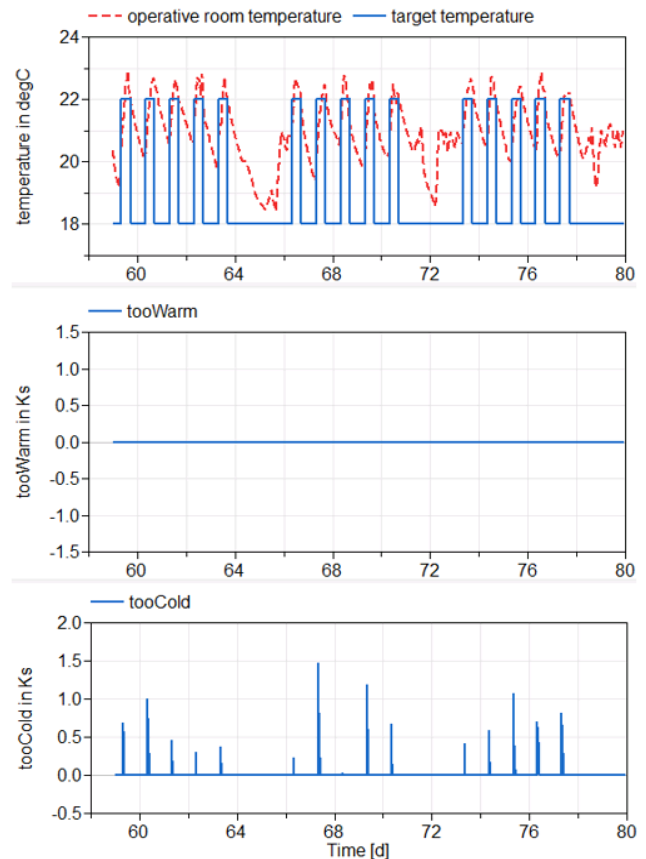 operative room temperature target temperature
temperature in degC
24
22
20
18
60 64 68 72 76 80
tooWarm
tooWarm in Ks
1.5
1.0
0.5
0.0
-0.5
-1.0
-1.5
60 64 68 72 76 80
tooCold
tooCold in Ks
2.0
1.5
1.0
0.5
0.0
-0.5
60 64 68 72 76 80
Time [d]